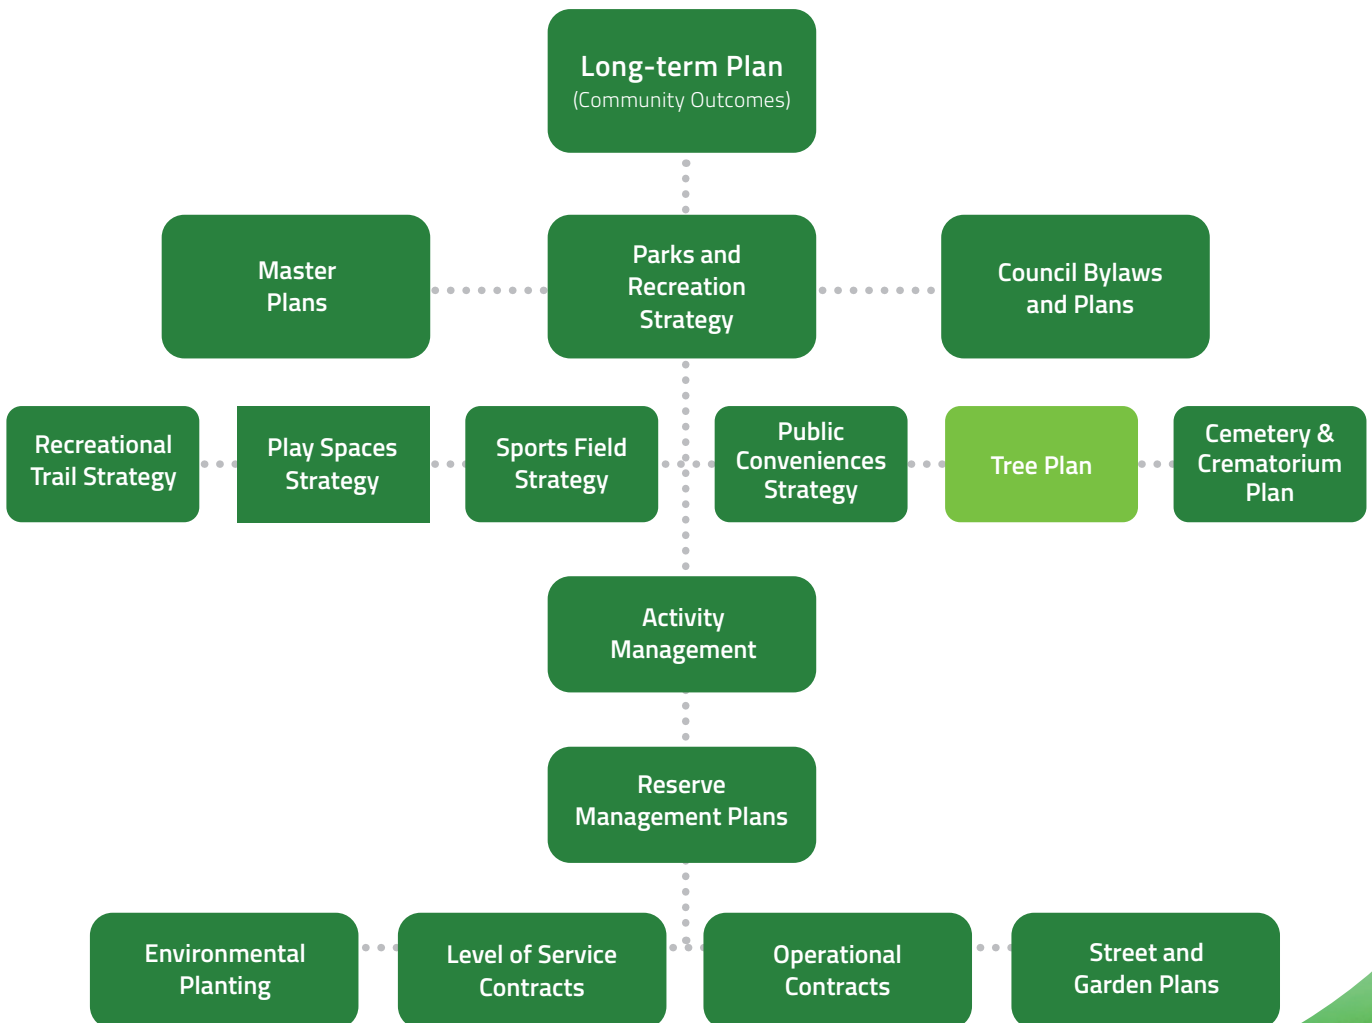 Long-term Plan
(Community Outcomes)
Master
Plans
Parks and
Recreation
Strategy
Council Bylaws
and Plans
Recreational
Trail Strategy
Play Spaces
Strategy
Sports Field
Strategy
Public
Conveniences
Strategy
Tree Plan
Cemetery &
Crematorium
Plan
Activity
Management
Reserve
Management Plans
Environmental
Planting
Level of Service
Contracts
Operational
Contracts
Street and
Garden Plans